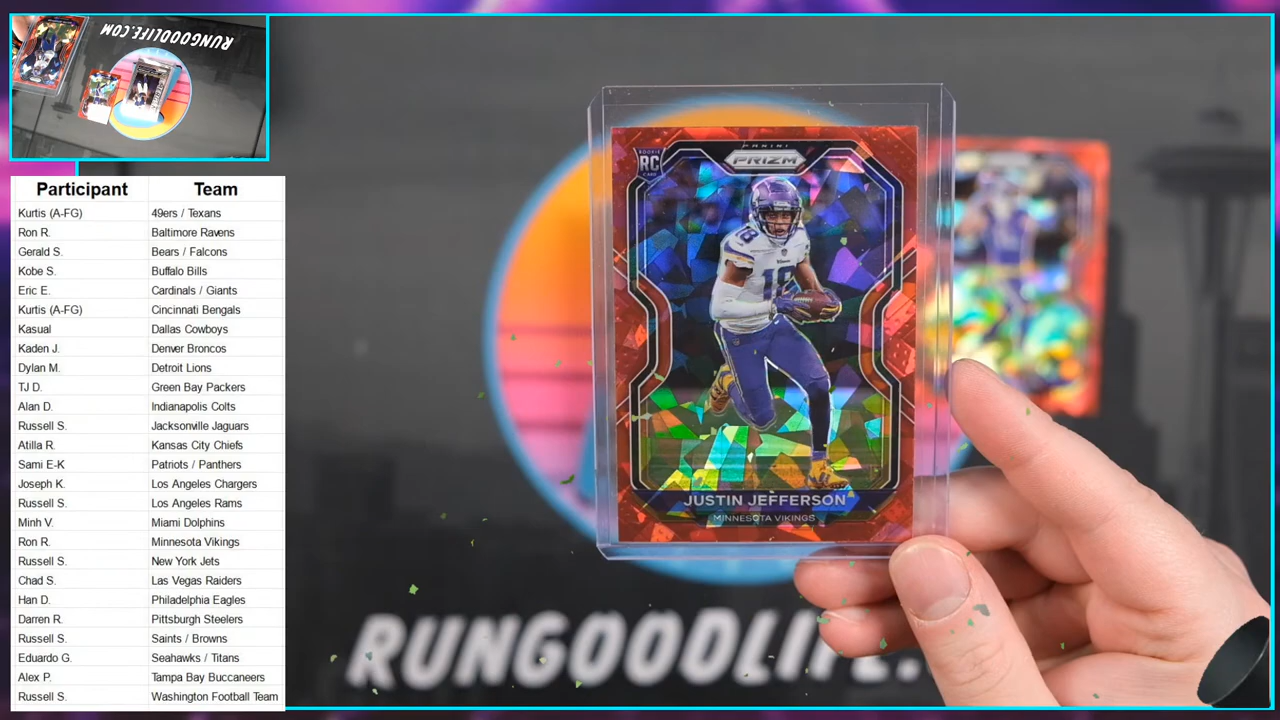 RUNGOODLIFE.COM
Participant Team
Kurtis (A-FG) 49ers / Texans
Ron R. Baltimore Ravens
Gerald S. Bears / Falcons
Kobe S. Buffalo Bills
Eric E. Cardinals / Giants
Kurtis (A-FG) Cincinnati Bengals
Kasual Dallas Cowboys
Kaden J. Denver Broncos
Dylan M. Detroit Lions
TJ D. Green Bay Packers
Alan D. Indianapolis Colts
Russell S. Jacksonville Jaguars
Atilla R. Kansas City Chiefs
Sami E-K Patriots / Panthers
Joseph K. Los Angeles Chargers
Russell S. Los Angeles Rams
Minh V. Miami Dolphins
Ron R. Minnesota Vikings
Russell S. New York Jets
Chad S. Las Vegas Raiders
Han D. Philadelphia Eagles
Darren R. Pittsburgh Steelers
Russell S. Saints / Browns
Eduardo G. Seahawks / Titans
Alex P. Tampa Bay Buccaneers
Russell S. Washington Football Team
ROOKIE
RC
CARD
PANINI
PRIZM
18
18
JUSTIN JEFFERSON
MINNESOTA VIKINGS
RUNGOODLIFE.